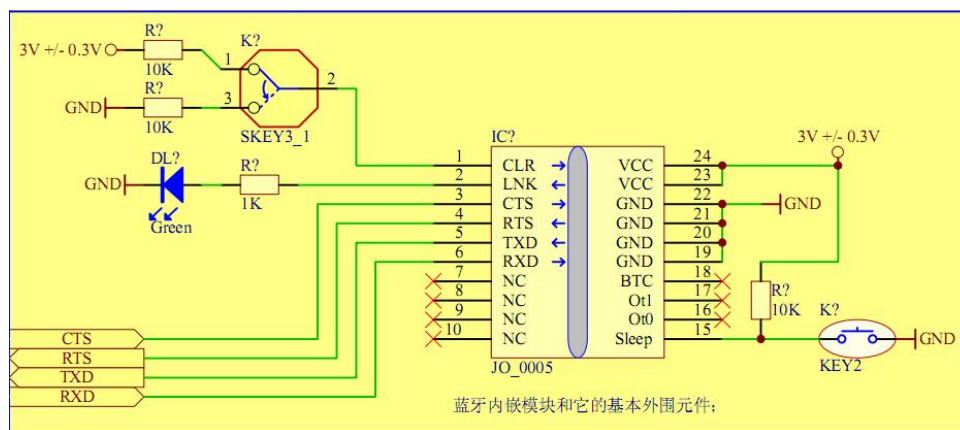 R?
K?
3V +/- 0.3V
10K
1
2
R?
3
GND
10K
SKEY3_1
DL?
R?
GND
1K
Green
IC?
3V +/- 0.3V
1 CLR VCC 24
2 LNK VCC 23
3 CTS GND 22
GND
4 RTS GND 21
5 TXD GND 20
6 RXD GND 19
7 NC BTC 18
8 NC Ot1 17
9 NC Ot0 16
10 NC Sleep 15
R?
10K
K?
GND
KEY2
JO_0005
CTS
RTS
TXD
RXD
蓝牙内嵌模块和它的基本外围元件;